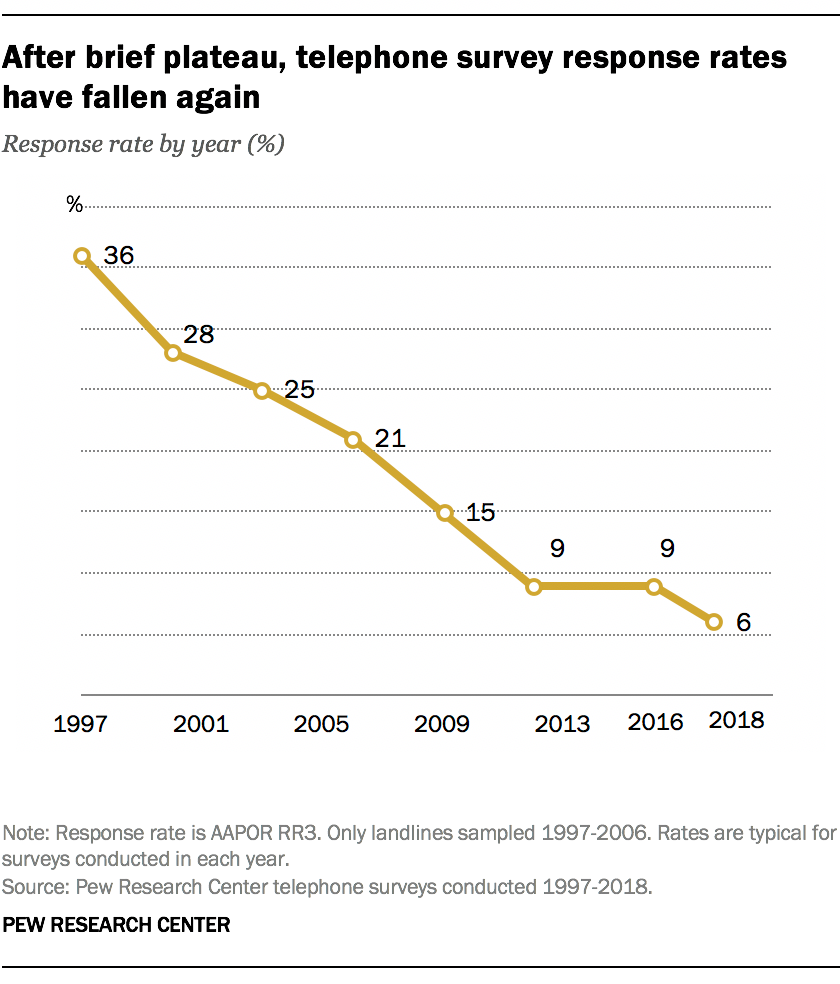 After brief plateau, telephone survey response rates
have fallen again
Response rate by year (%)
%
36
28
25
21
15
9
9
6
1997
2001
2005
2009
2013
2016
2018
Note: Response rate is AAPOR RR3. Only landlines sampled 1997-2006. Rates are typical for
surveys conducted in each year.
Source: Pew Research Center telephone surveys conducted 1997-2018.
PEW RESEARCH CENTER